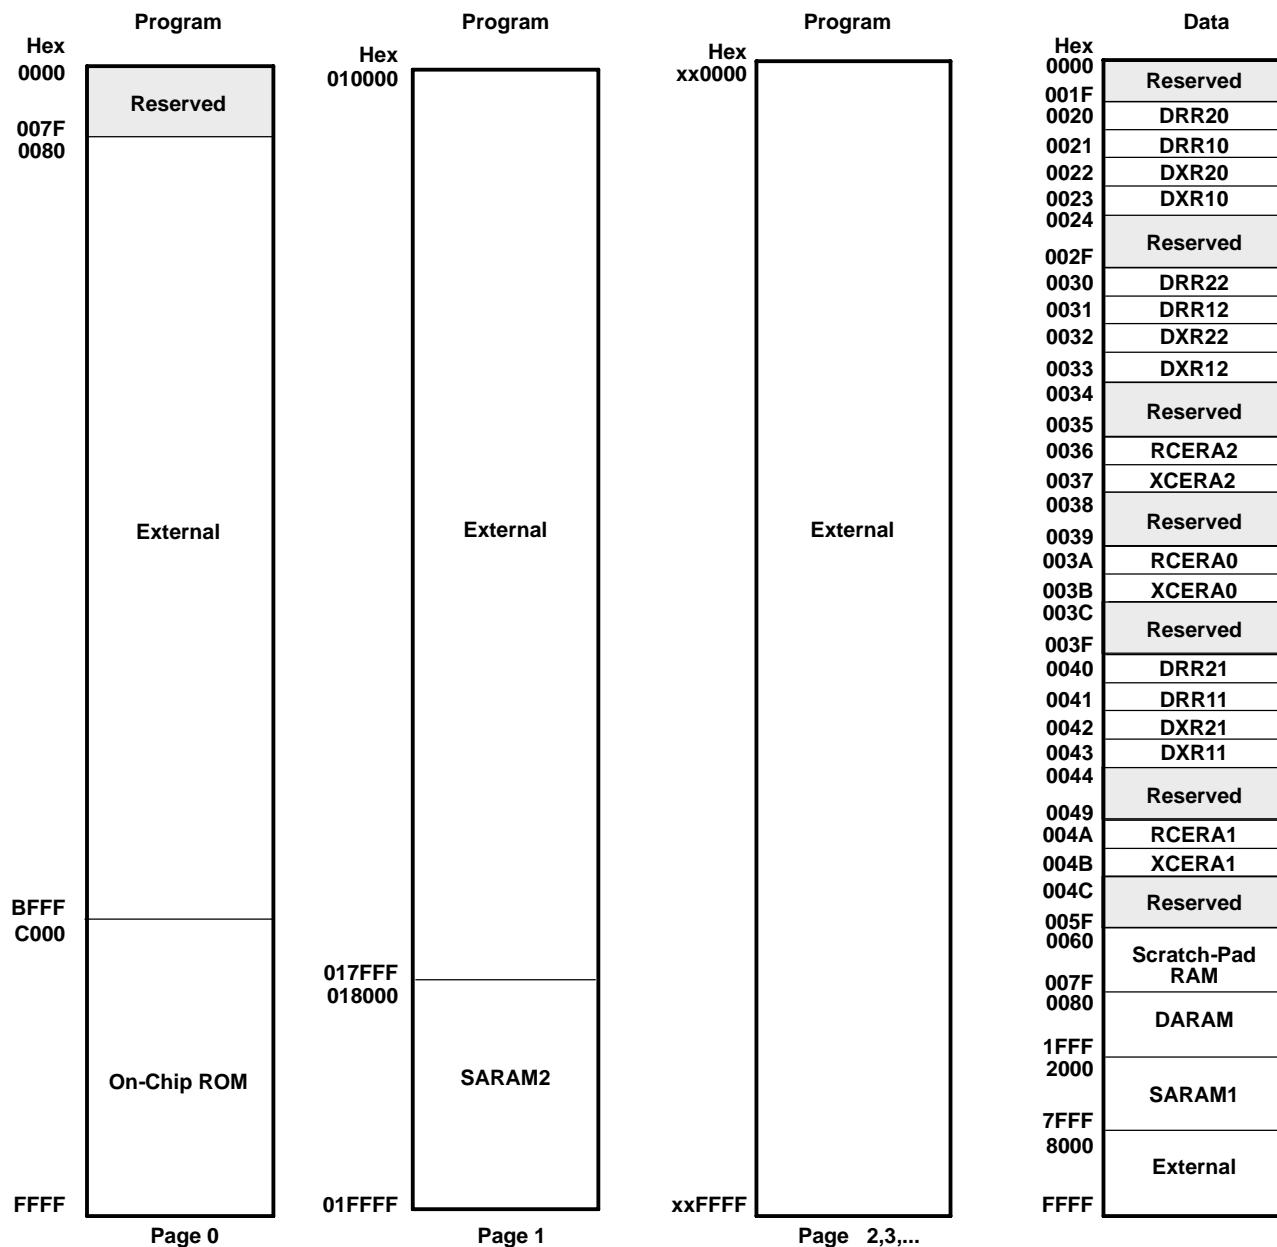 Program
Hex
0000
Reserved
007F
0080
External
BFFF
C000
On-Chip ROM
FFFF
Page 0
Program
Hex
010000
External
017FFF
018000
SARAM2
01FFFF
Page 1
Program
Hex
xx0000
External
xxFFFF
Page 2,3,...
Data
Hex
0000
Reserved
001F
0020 DRR20
0021 DRR10
0022 DXR20
0023 DXR10
0024
Reserved
002F
0030 DRR22
0031 DRR12
0032 DXR22
0033 DXR12
0034
Reserved
0035
0036 RCERA2
0037 XCERA2
0038
Reserved
0039
003A RCERA0
003B XCERA0
003C
Reserved
003F
0040 DRR21
0041 DRR11
0042 DXR21
0043 DXR11
0044
Reserved
0049
004A RCERA1
004B XCERA1
004C
Reserved
005F
0060
Scratch-Pad
RAM
007F
0080
DARAM
1FFF
2000
SARAM1
7FFF
8000
External
FFFF